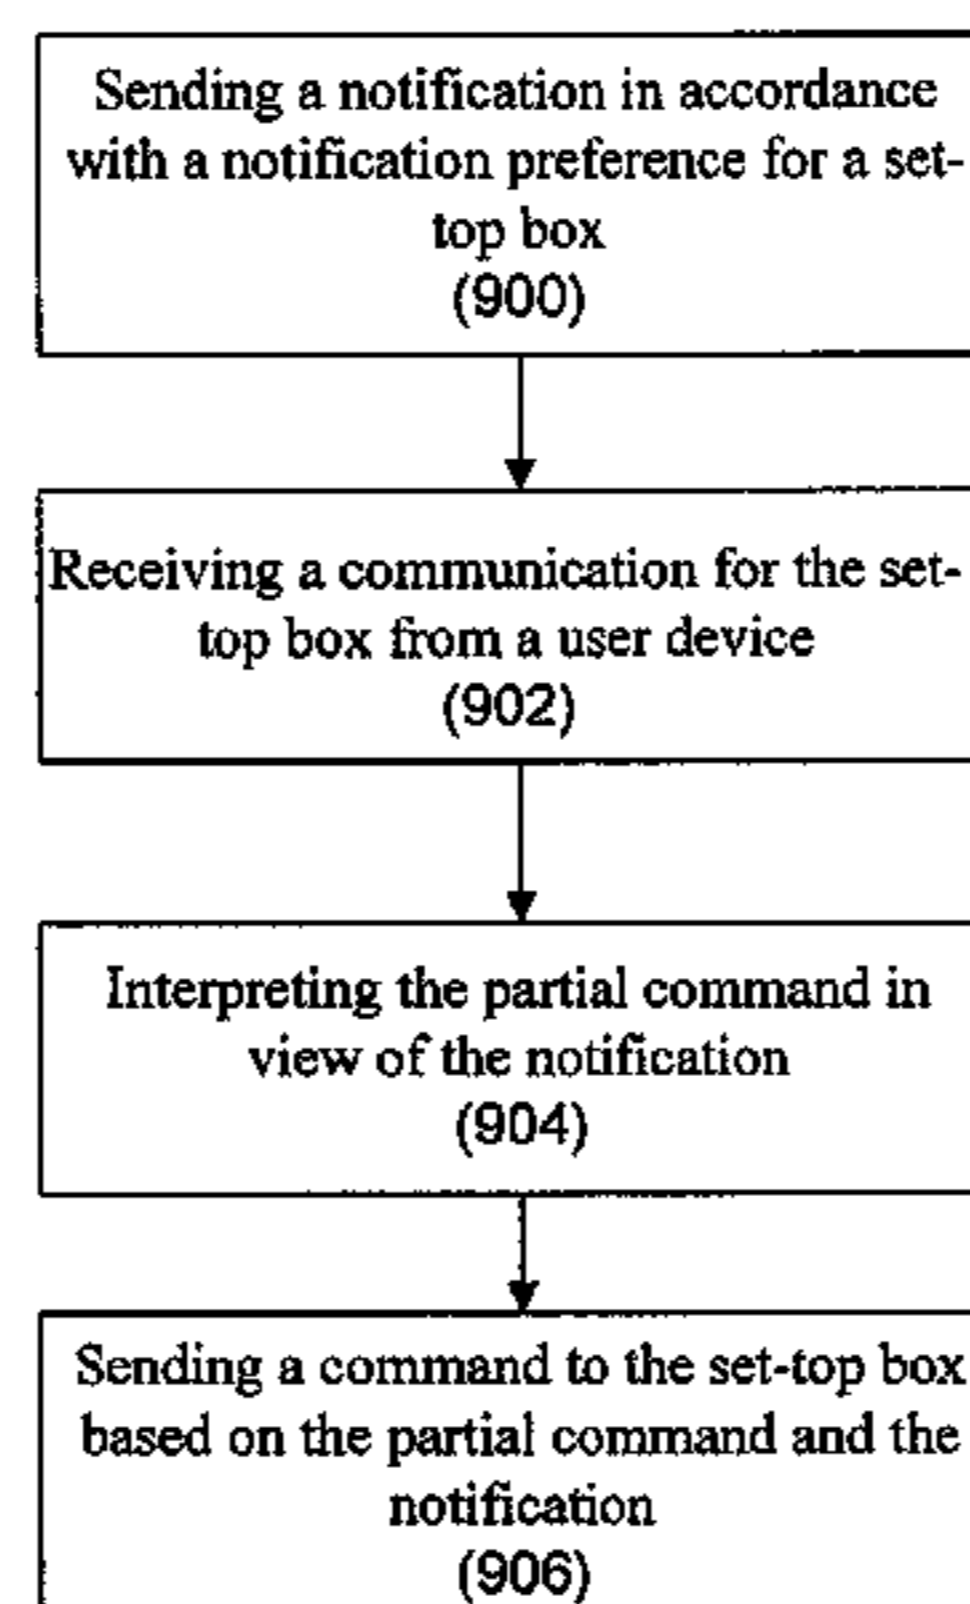 Sending a notification in accordance
with a notification preference for a set-
top box
(900)
Receiving a communication for the set-
top box from a user device
(902)
Interpreting the partial command in
view of the notification
(904)
Sending a command to the set-top box
based on the partial command and the
notification
(906)